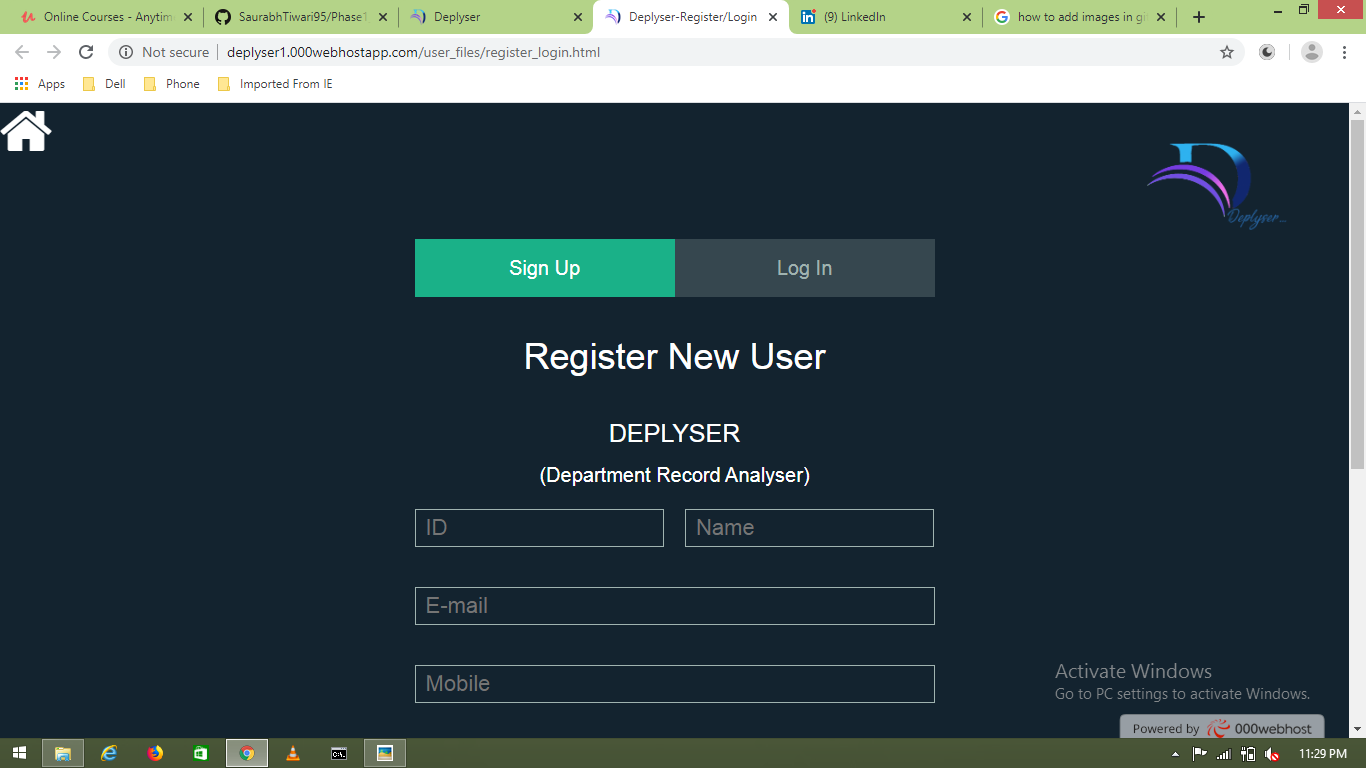 Online Courses - Anytim
SaurabhTiwari95/Phase1
Deplyser
Deplyser-Register/Login
(9) LinkedIn
how to add images in gi
Not secure deplyser1.000webhostapp.com/user_files/register_login.html
Apps Dell Phone Imported From IE
Deplyser...
Sign Up Log In
Register New User
DEPLYSER
(Department Record Analyser)
ID Name
E-mail
Mobile
Activate Windows
Go to PC settings to activate Windows.
Powered by 000webhost
11:29 PM